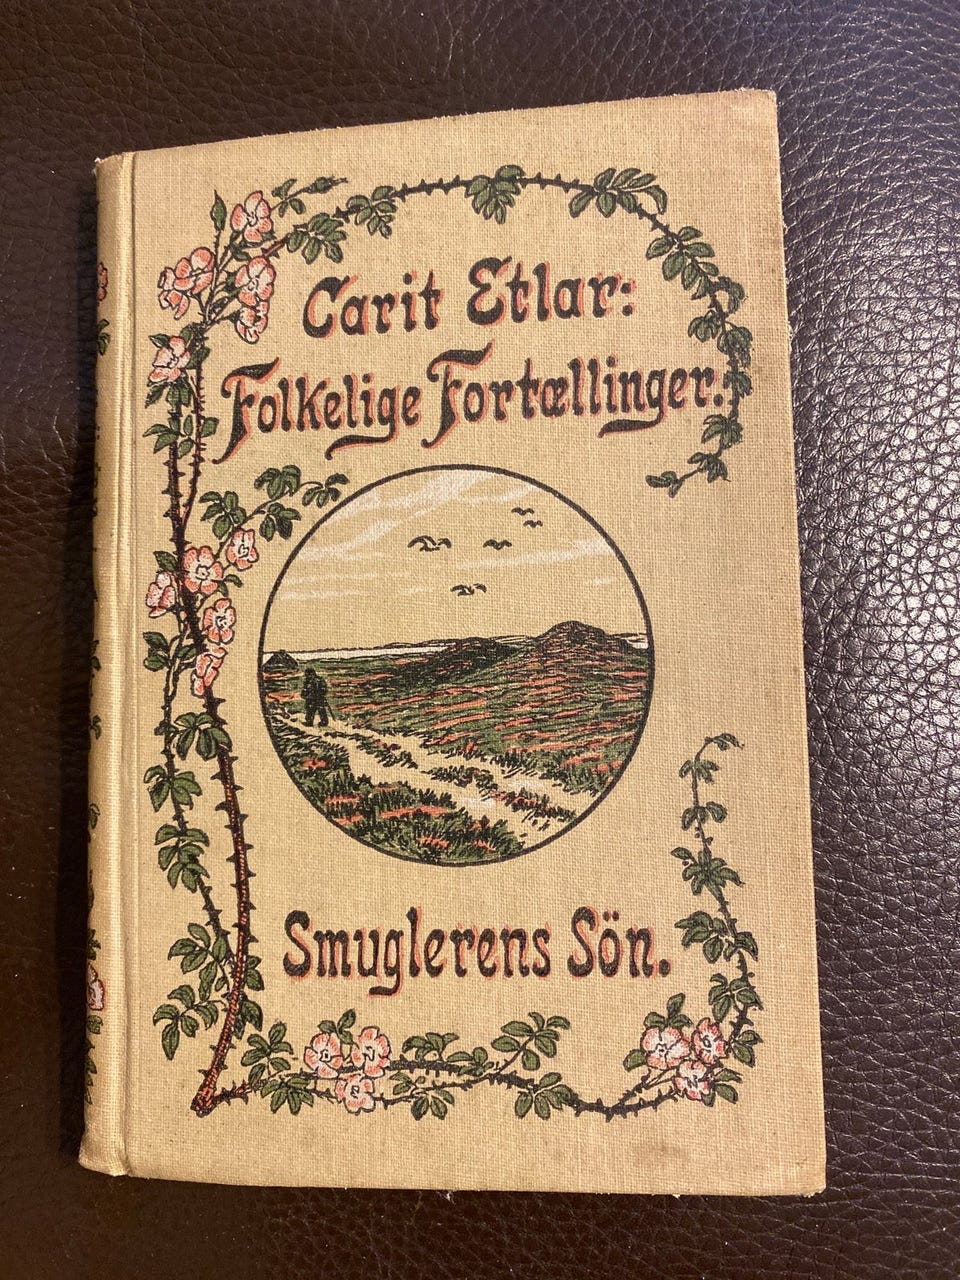 Carit Etlar:
Folkelige Fortællinger.
Smuglerens Sön.